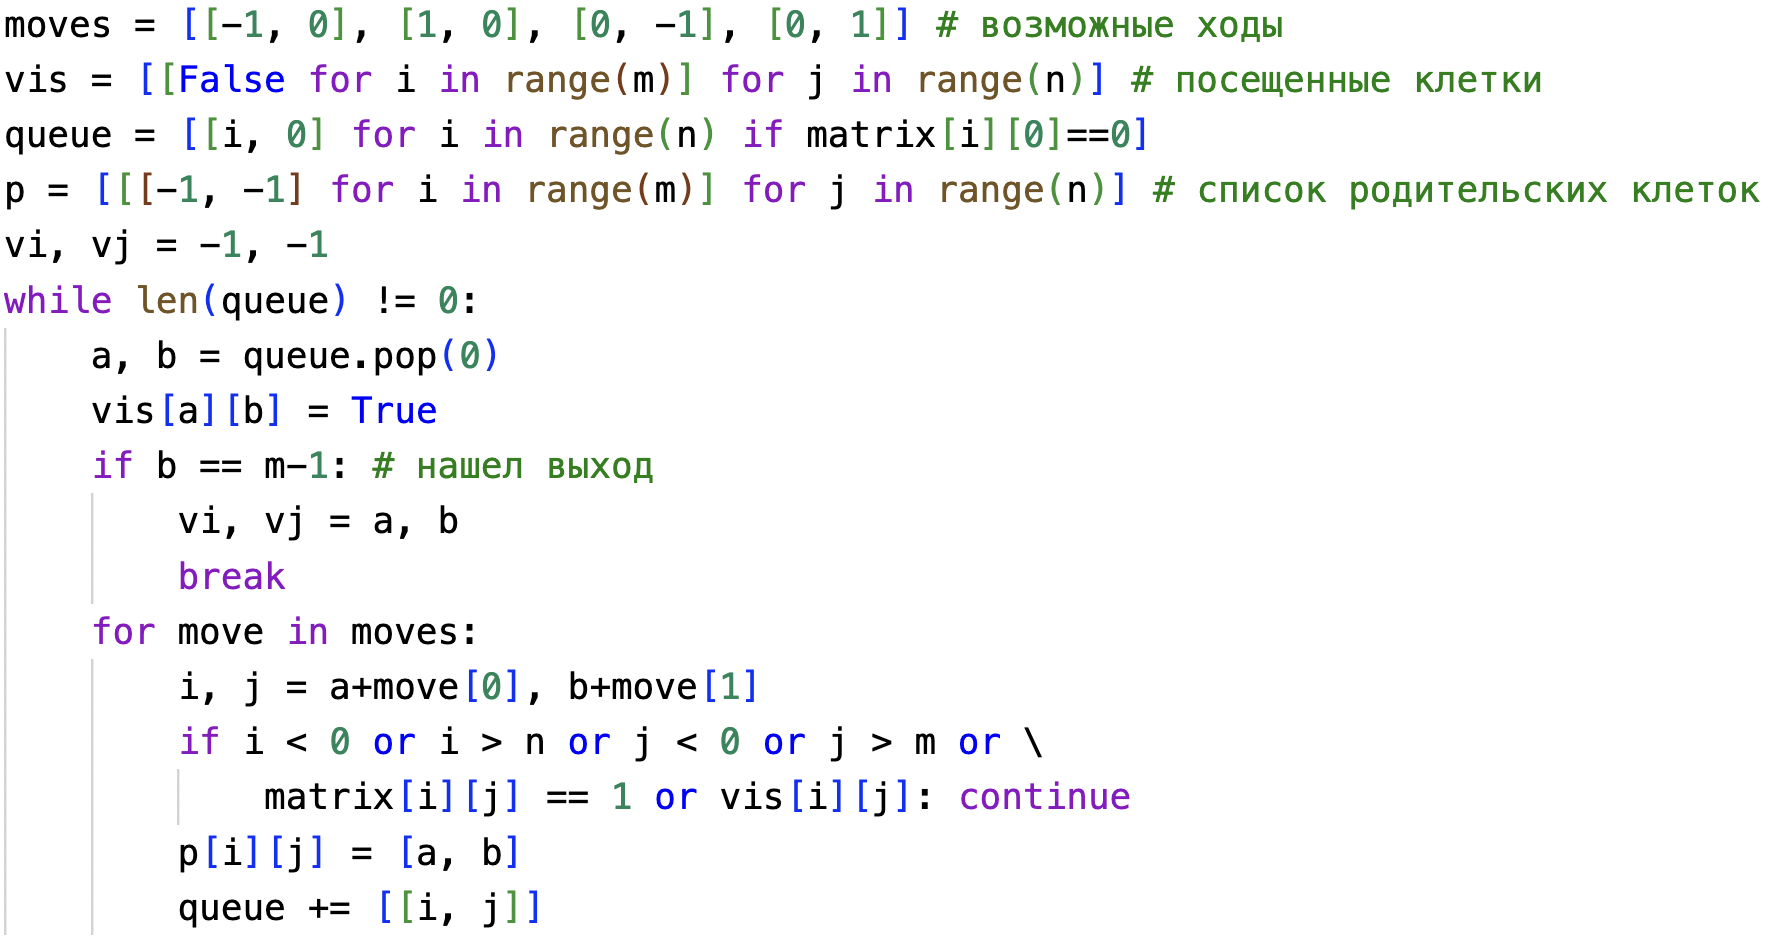 moves = [[-1, 0], [1, 0], [0, -1], [0, 1]] # возможные ходы
vis = [[False for i in range(m)] for j in range(n)] # посещенные клетки
queue = [[i, 0] for i in range(n) if matrix[i][0]==0]
p = [[[-1, -1] for i in range(m)] for j in range(n)] # список родительских клеток
vi, vj = -1, -1
while len(queue) != 0:
    a, b = queue.pop(0)
    vis[a][b] = True
    if b == m-1: # нашел выход
        vi, vj = a, b
        break
    for move in moves:
        i, j = a+move[0], b+move[1]
        if i < 0 or i > n or j < 0 or j > m or \
            matrix[i][j] == 1 or vis[i][j]: continue
        p[i][j] = [a, b]
        queue += [[i, j]]